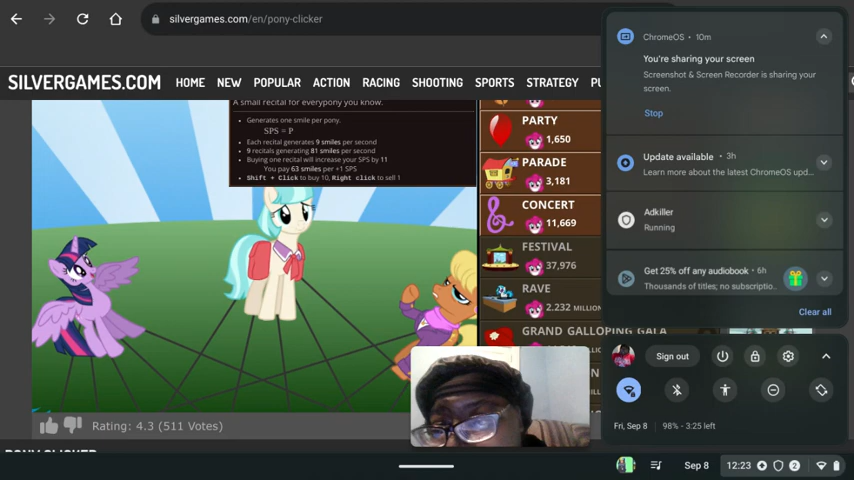 silvergames.com/en/pony-clicker
SILVERGAMES.COM
HOME NEW POPULAR ACTION RACING SHOOTING SPORTS STRATEGY
A small recital for everypony you know.
• Generates one smile per pony.
SPS = P
• Each recital generates 9 smiles per second
• 9 recitals generating 81 smiles per second
• Buying one recital will increase your SPS by 11
You pay 63 smiles per +1 SPS
• Shift + Click to buy 10, Right click to sell 1
PARTY
1,650
PARADE
3,181
CONCERT
11,669
FESTIVAL
37,976
RAVE
2.232 MILLION
GRAND GALLOPING GALA
Rating: 4.3 (511 Votes)
PONY CLICKER
ChromeOS • 10m
You're sharing your screen
Screenshot & Screen Recorder is sharing your
screen.
Stop
Update available • 3h
Learn more about the latest ChromeOS upd...
Adkiller
Running
Get 25% off any audiobook • 6h
Thousands of titles; no subscriptio..
Clear all
Sign out
Fri, Sep 8
98% - 3:25 left
Sep 8
12:23
2